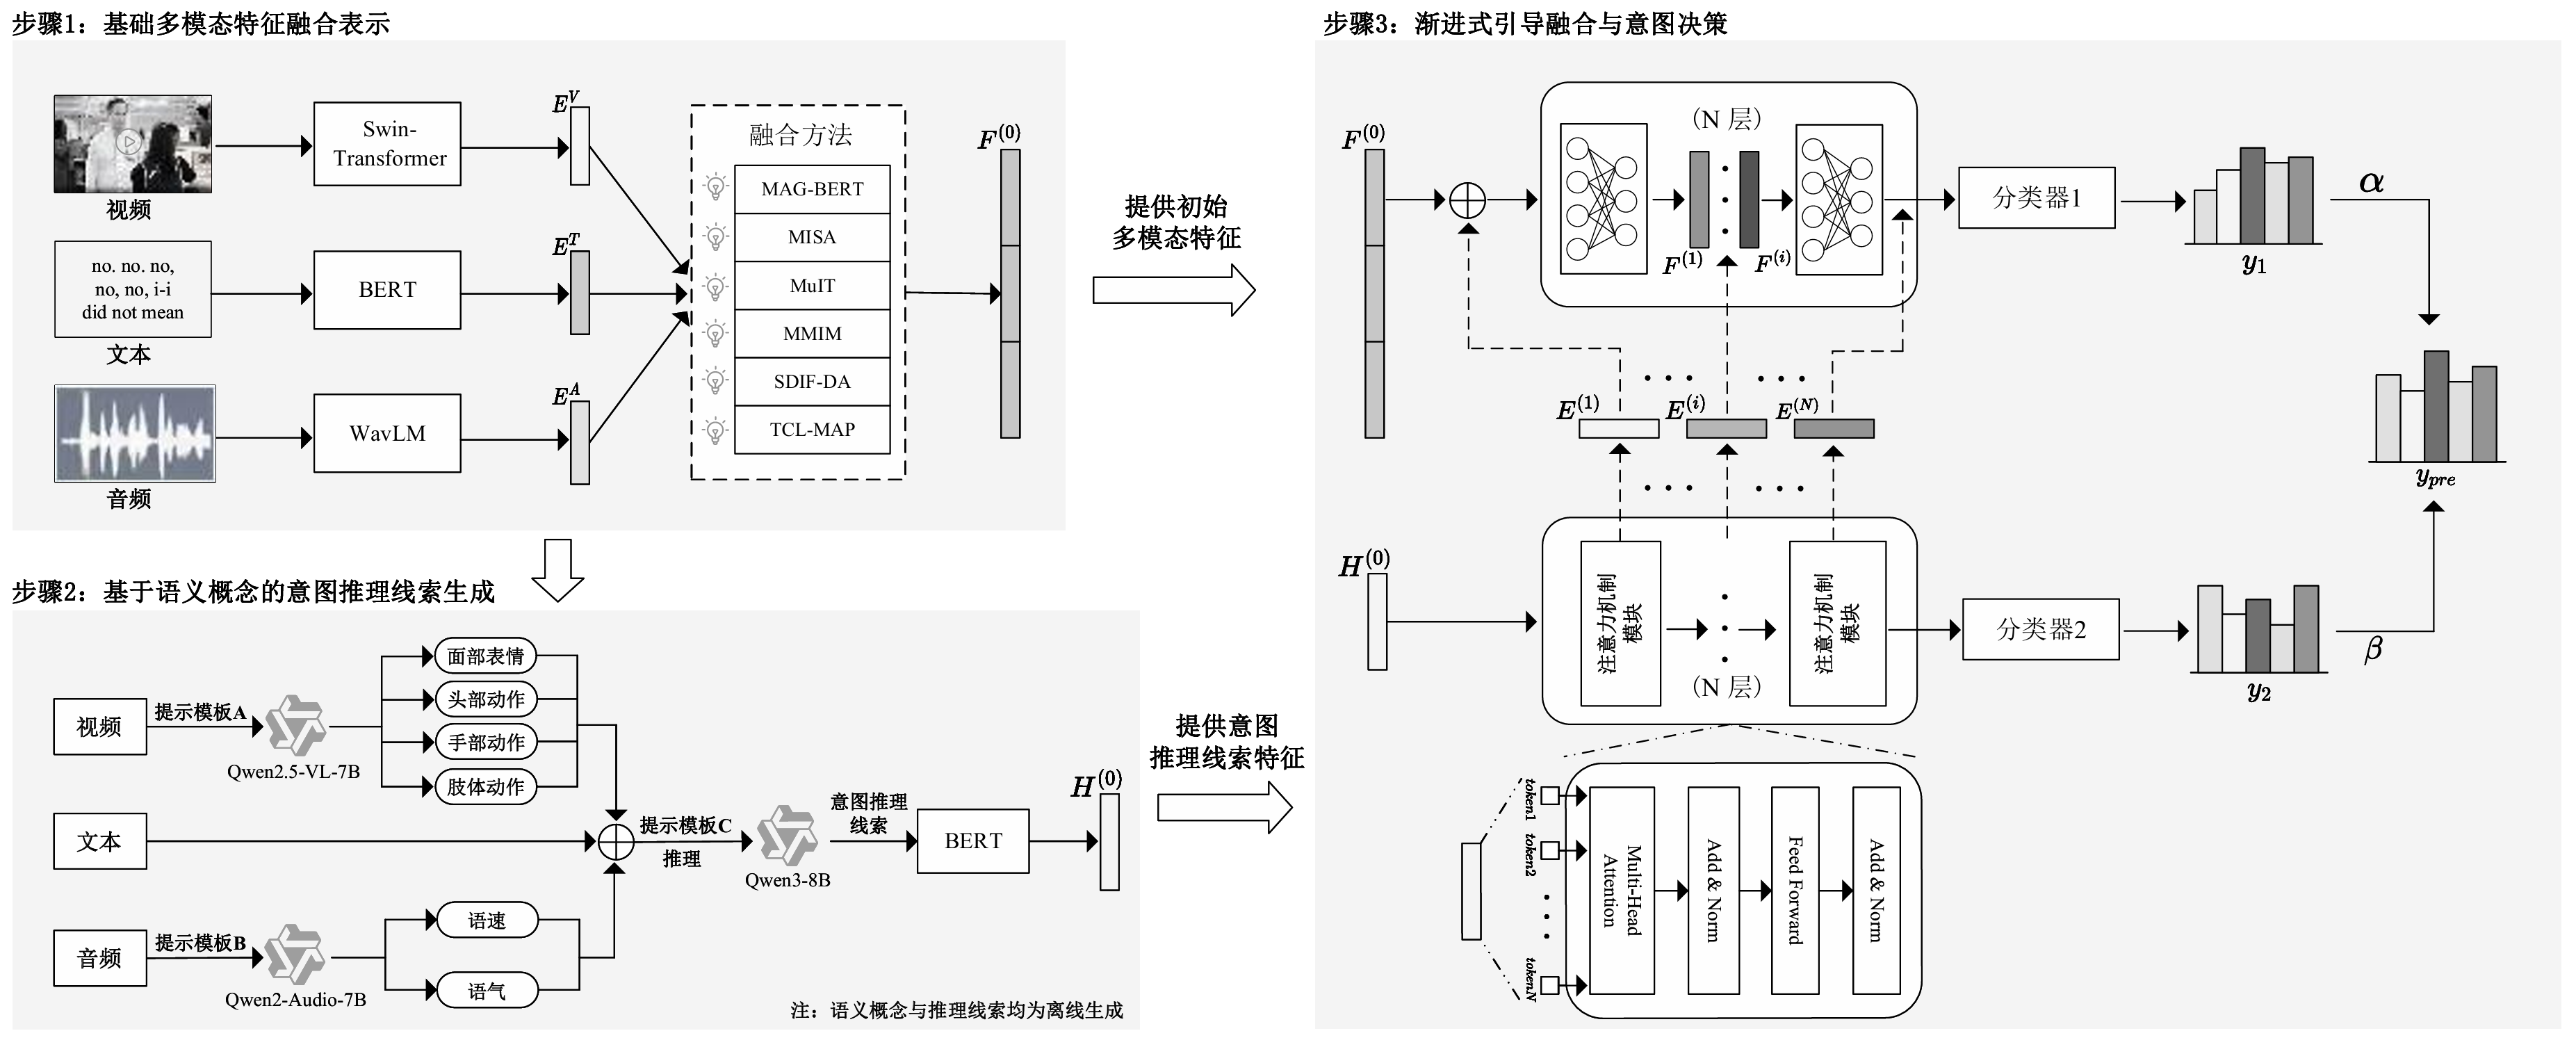 步骤1：基础多模态特征融合表示
视频
Swin-
Transformer
E^V
no. no. no,
no, no, i-i
did not mean
文本
BERT
E^T
音频
WavLM
E^A
融合方法
MAG-BERT
MISA
MuIT
MMIM
SDIF-DA
TCL-MAP
F^(0)
提供初始
多模态特征
步骤2：基于语义概念的意图推理线索生成
视频
提示模板A
Qwen2.5-VL-7B
面部表情
头部动作
手部动作
肢体动作
文本
音频
提示模板B
Qwen2-Audio-7B
语速
语气
提示模板C
推理
Qwen3-8B
意图推理
线索
BERT
H^(0)
注：语义概念与推理线索均为离线生成
提供意图
推理线索特征
步骤3：渐进式引导融合与意图决策
F^(0)
（N 层）
F^(1)
F^(i)
分类器1
y_1
α
E^(1)
E^(i)
E^(N)
y_pre
H^(0)
注意力机制
模块
（N 层）
注意力机制
模块
分类器2
y_2
β
token1
token2
tokenN
Multi-Head
Attention
Add & Norm
Feed Forward
Add & Norm